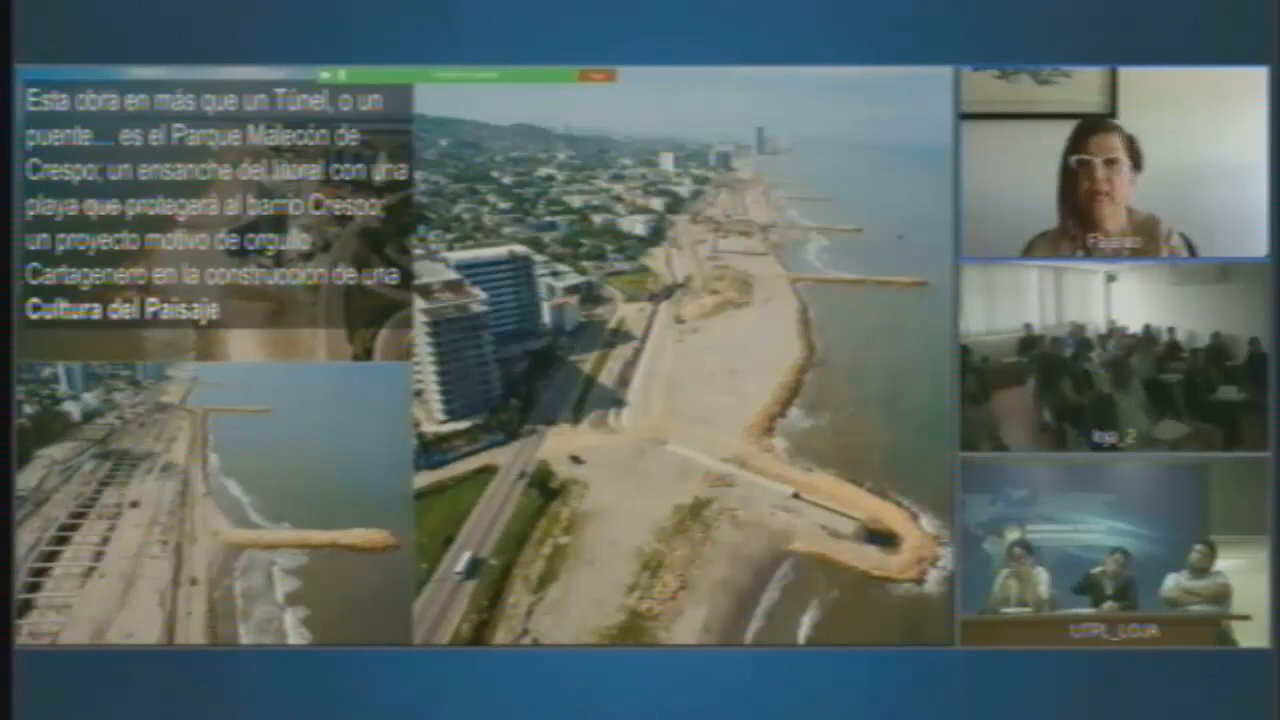 Esta obra en más que un Túnel, o un
puente.... es el Parque Malecón de
Crespo; un ensanche del litoral con una
playa que protegerá al barrio Crespo;
un proyecto motivo de orgullo
Cartagenero en la construcción de una
Cultura del Paisaje
UTPL_LOJA